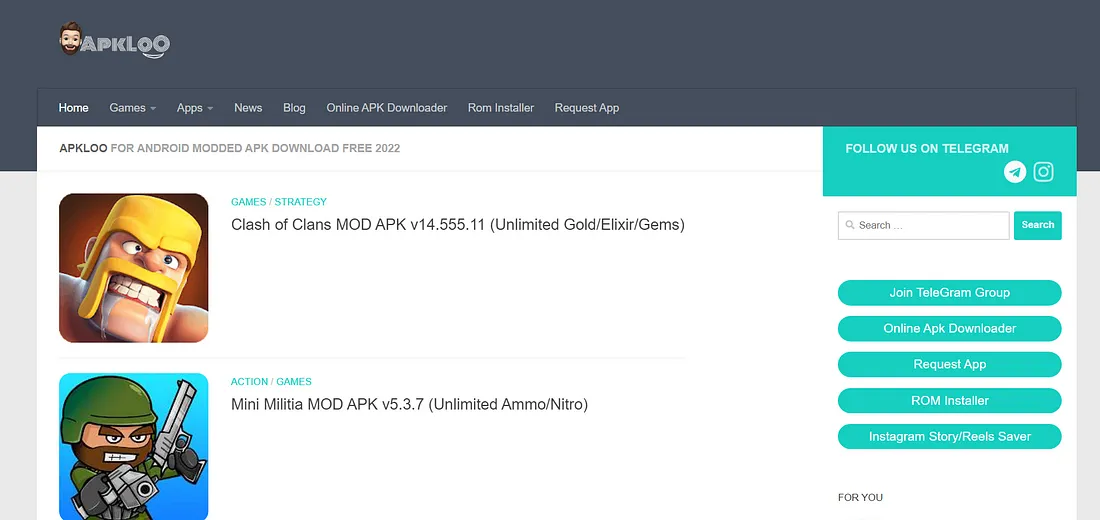 APKLOO
Home Games Apps News Blog Online APK Downloader Rom Installer Request App
APKLOO FOR ANDROID MODDED APK DOWNLOAD FREE 2022
FOLLOW US ON TELEGRAM
GAMES / STRATEGY
Clash of Clans MOD APK v14.555.11 (Unlimited Gold/Elixir/Gems)
Search …
Search
Join TeleGram Group
Online Apk Downloader
Request App
ROM Installer
Instagram Story/Reels Saver
ACTION / GAMES
Mini Militia MOD APK v5.3.7 (Unlimited Ammo/Nitro)
FOR YOU